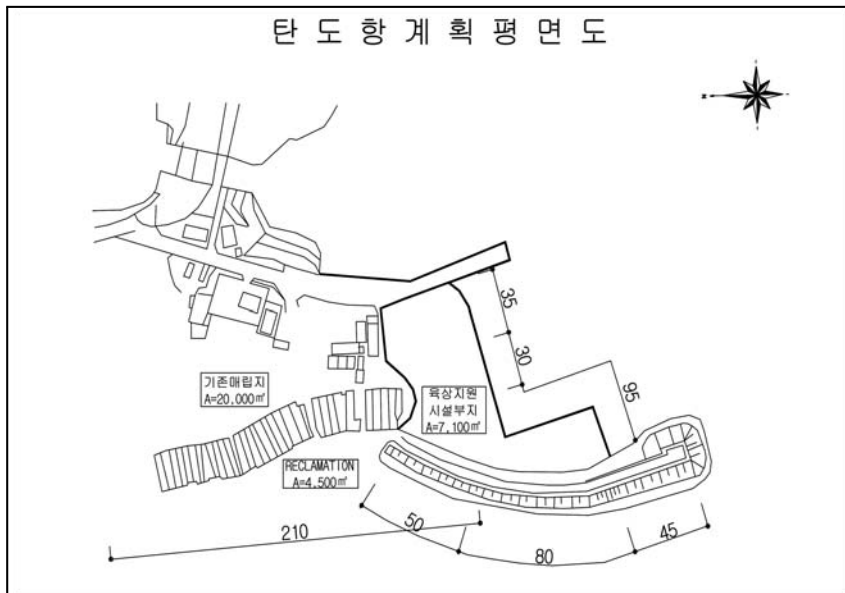 탄 도 항 계 획 평 면 도
N
35
30
95
기존매립지
A=20,000㎡
육상지원
시설부지
A=7,100㎡
RECLAMATION
A=4,500㎡
210
50
80
45